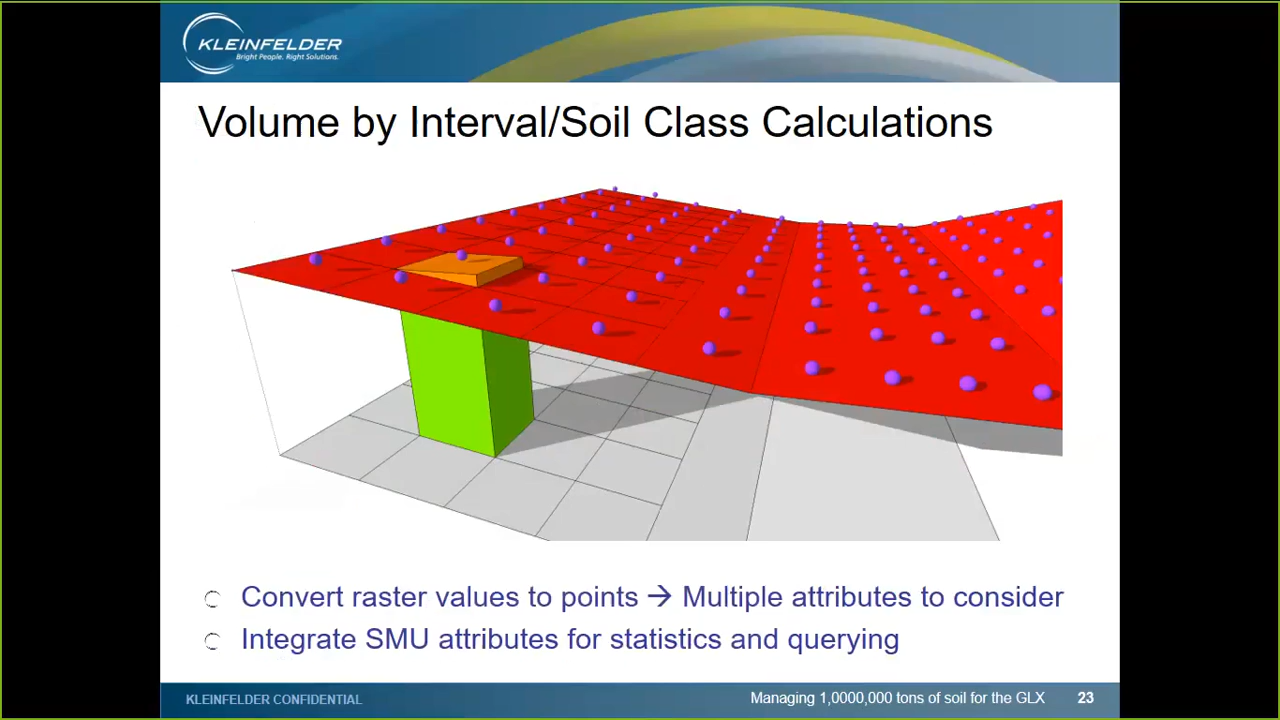 KLEINFELDER
Bright People. Right Solutions.
Volume by Interval/Soil Class Calculations
Convert raster values to points → Multiple attributes to consider
Integrate SMU attributes for statistics and querying
KLEINFELDER CONFIDENTIAL
Managing 1,0000,000 tons of soil for the GLX 23